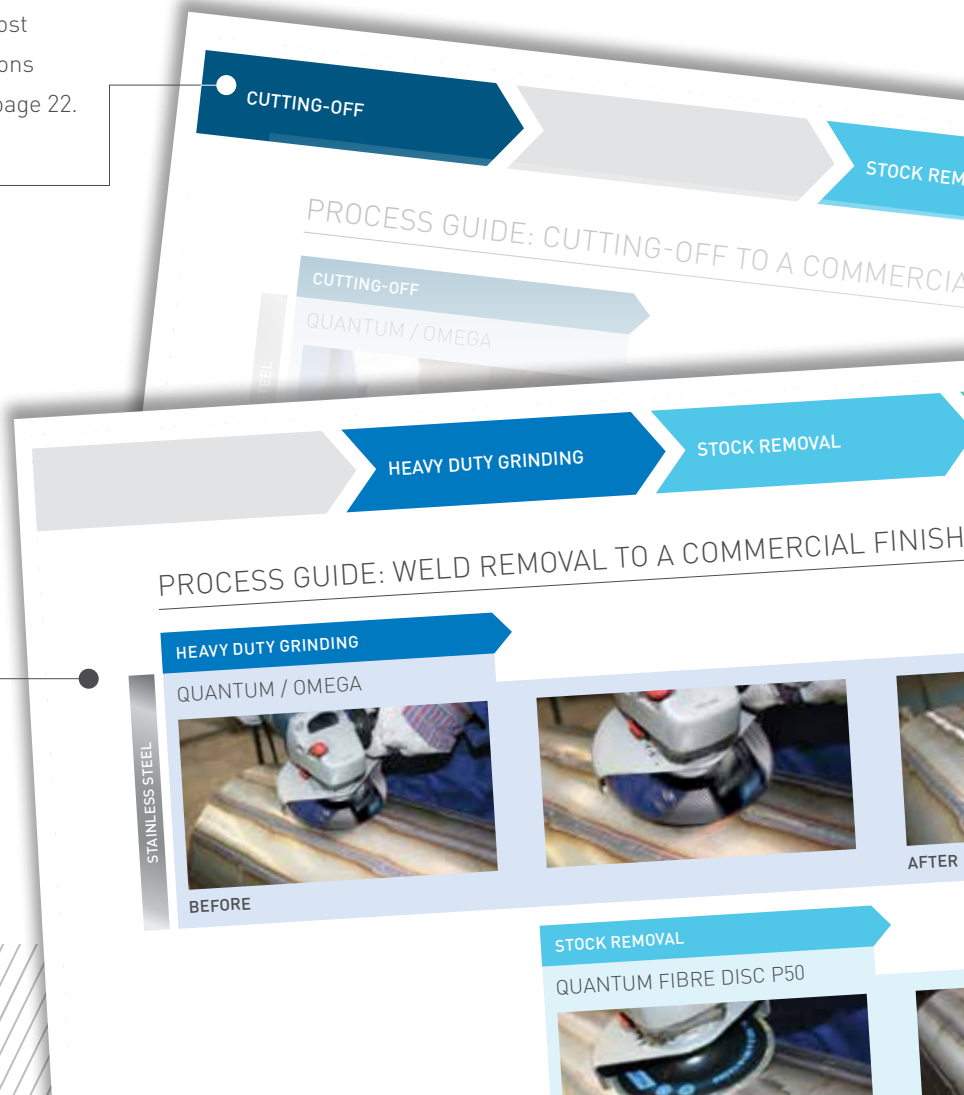 ost
ons
page 22.
CUTTING-OFF
STOCK REM
PROCESS GUIDE: CUTTING-OFF TO A COMMERCIA
CUTTING-OFF
QUANTUM / OMEGA
STEEL
HEAVY DUTY GRINDING
STOCK REMOVAL
PROCESS GUIDE: WELD REMOVAL TO A COMMERCIAL FINISH
HEAVY DUTY GRINDING
QUANTUM / OMEGA
STAINLESS STEEL
BEFORE
AFTER
STOCK REMOVAL
QUANTUM FIBRE DISC P50